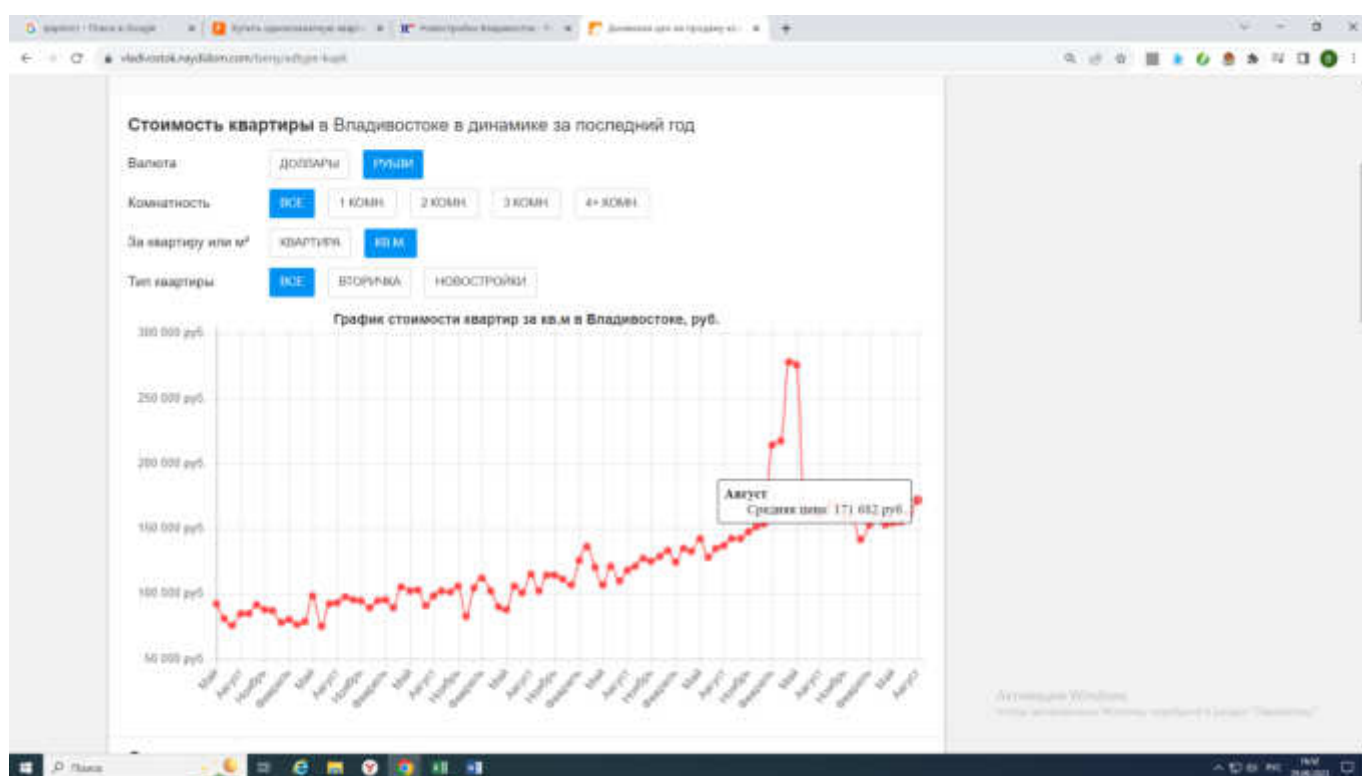 Стоимость квартиры в Владивостоке в динамике за последний год
Валюта ДОЛЛАРЫ РУБЛИ
Комнатность ВСЕ 1 КОМН. 2 КОМН. 3 КОМН. 4+ КОМН.
За квартиру или м² КВАРТИРА КВ.М.
Тип квартиры ВСЕ ВТОРИЧКА НОВОСТРОЙКИ
График стоимости квартир за кв.м в Владивостоке, руб.
300 000 руб.
250 000 руб.
200 000 руб.
Август
Средняя цена: 171 682 руб.
150 000 руб.
100 000 руб.
50 000 руб.
Май Август Ноябрь Февраль Май Август Ноябрь Февраль Май Август Ноябрь Февраль Май Август Ноябрь Февраль Май Август Ноябрь Февраль Май Август Ноябрь Февраль Май Август Ноябрь Февраль Май Август
Активация Windows
Поиск